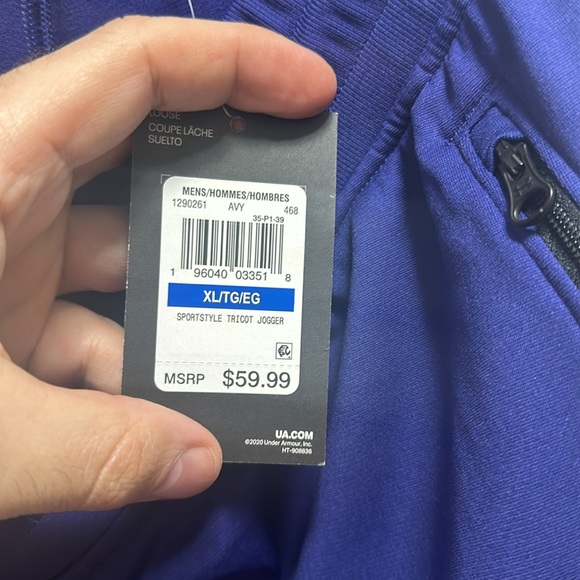 LOOSE
COUPE LÂCHE
SUELTO
MENS/HOMMES/HOMBRES
1290261 AVY 468
35-P1-39
1 96040 03351 8
XL/TG/EG
SPORTSTYLE TRICOT JOGGER
MSRP $59.99
UA.COM
©2020 Under Armour, Inc.
HT-908836